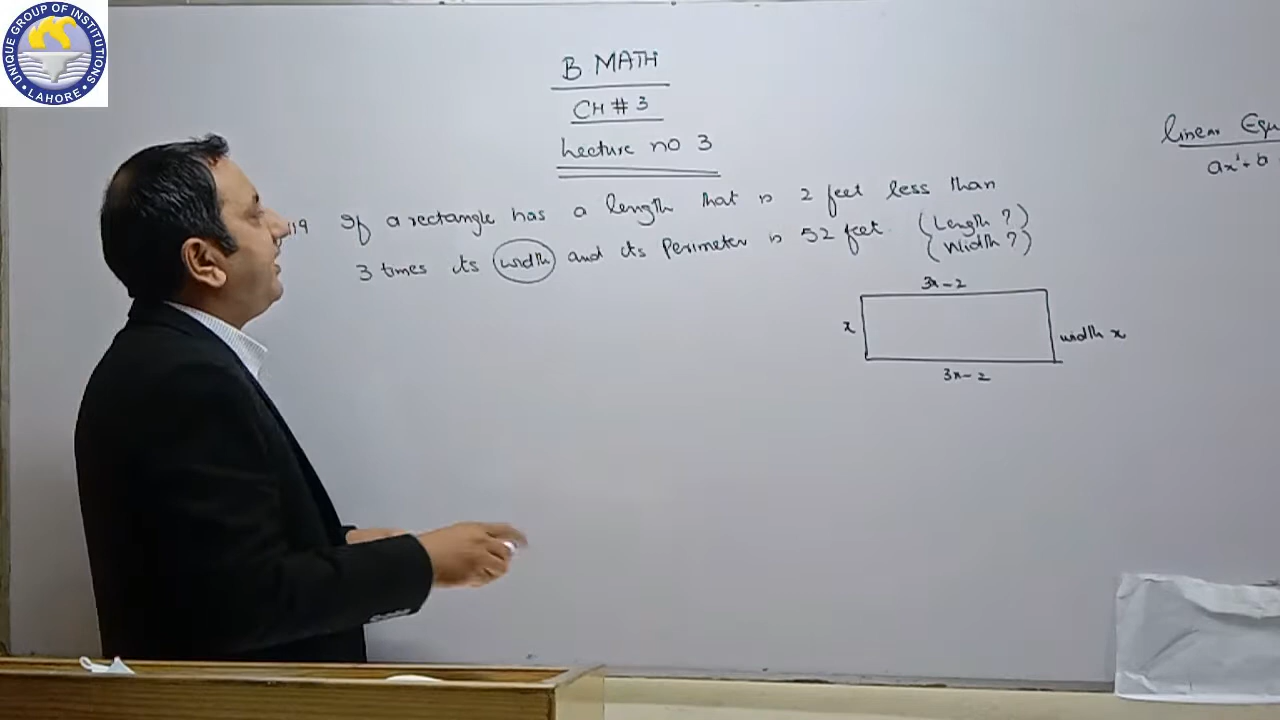 UNIQUE GROUP OF INSTITUTIONS
• LAHORE •
B MATH
CH # 3
Lecture no 3
linear Equ
ax¹ + b
19 If a rectangle has a length that is 2 feet less than
3 times its width and its Perimeter is 52 feet. (Length ?)
(Width ?)
3x - 2
x
width x
3x - 2